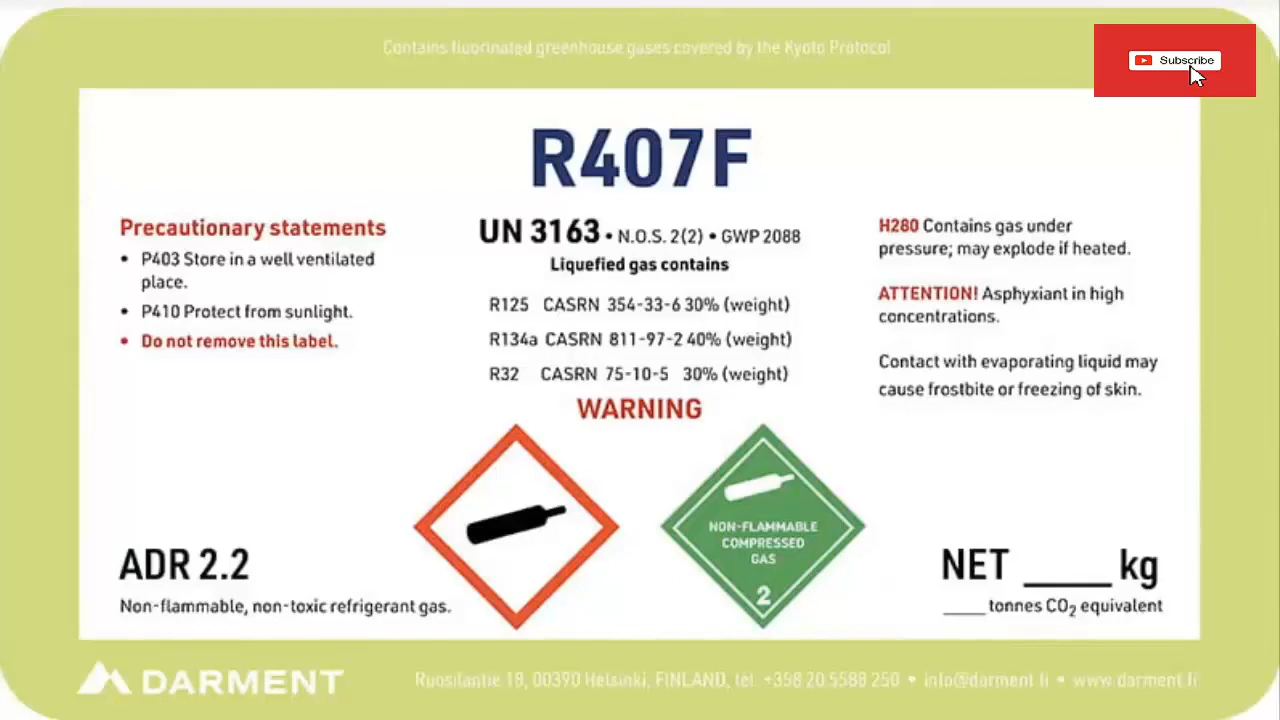 Contains fluorinated greenhouse gases covered by the Kyoto Protocol
Subscribe
R407F
Precautionary statements
• P403 Store in a well ventilated
place.
• P410 Protect from sunlight.
• Do not remove this label.
UN 3163 • N.O.S. 2(2) • GWP 2088
Liquefied gas contains
R125 CASRN 354-33-6 30% (weight)
R134a CASRN 811-97-2 40% (weight)
R32 CASRN 75-10-5 30% (weight)
WARNING
H280 Contains gas under
pressure; may explode if heated.
ATTENTION! Asphyxiant in high
concentrations.
Contact with evaporating liquid may
cause frostbite or freezing of skin.
NON-FLAMMABLE
COMPRESSED
GAS
2
ADR 2.2
Non-flammable, non-toxic refrigerant gas.
NET _____ kg
____ tonnes CO2 equivalent
DARMENT
Ruosilantie 18, 00390 Helsinki, FINLAND, tel. +358 20 5588 250 • info@darment.fi • www.darment.fi